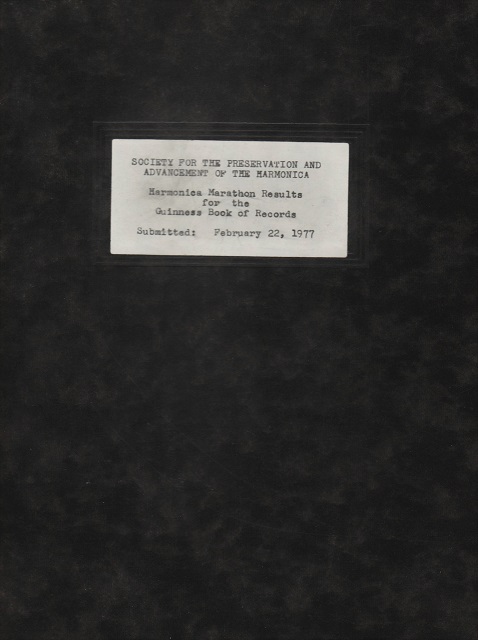 SOCIETY FOR THE PRESERVATION AND
ADVANCEMENT OF THE HARMONICA
Harmonica Marathon Results
for the
Guinness Book of Records
Submitted: February 22, 1977